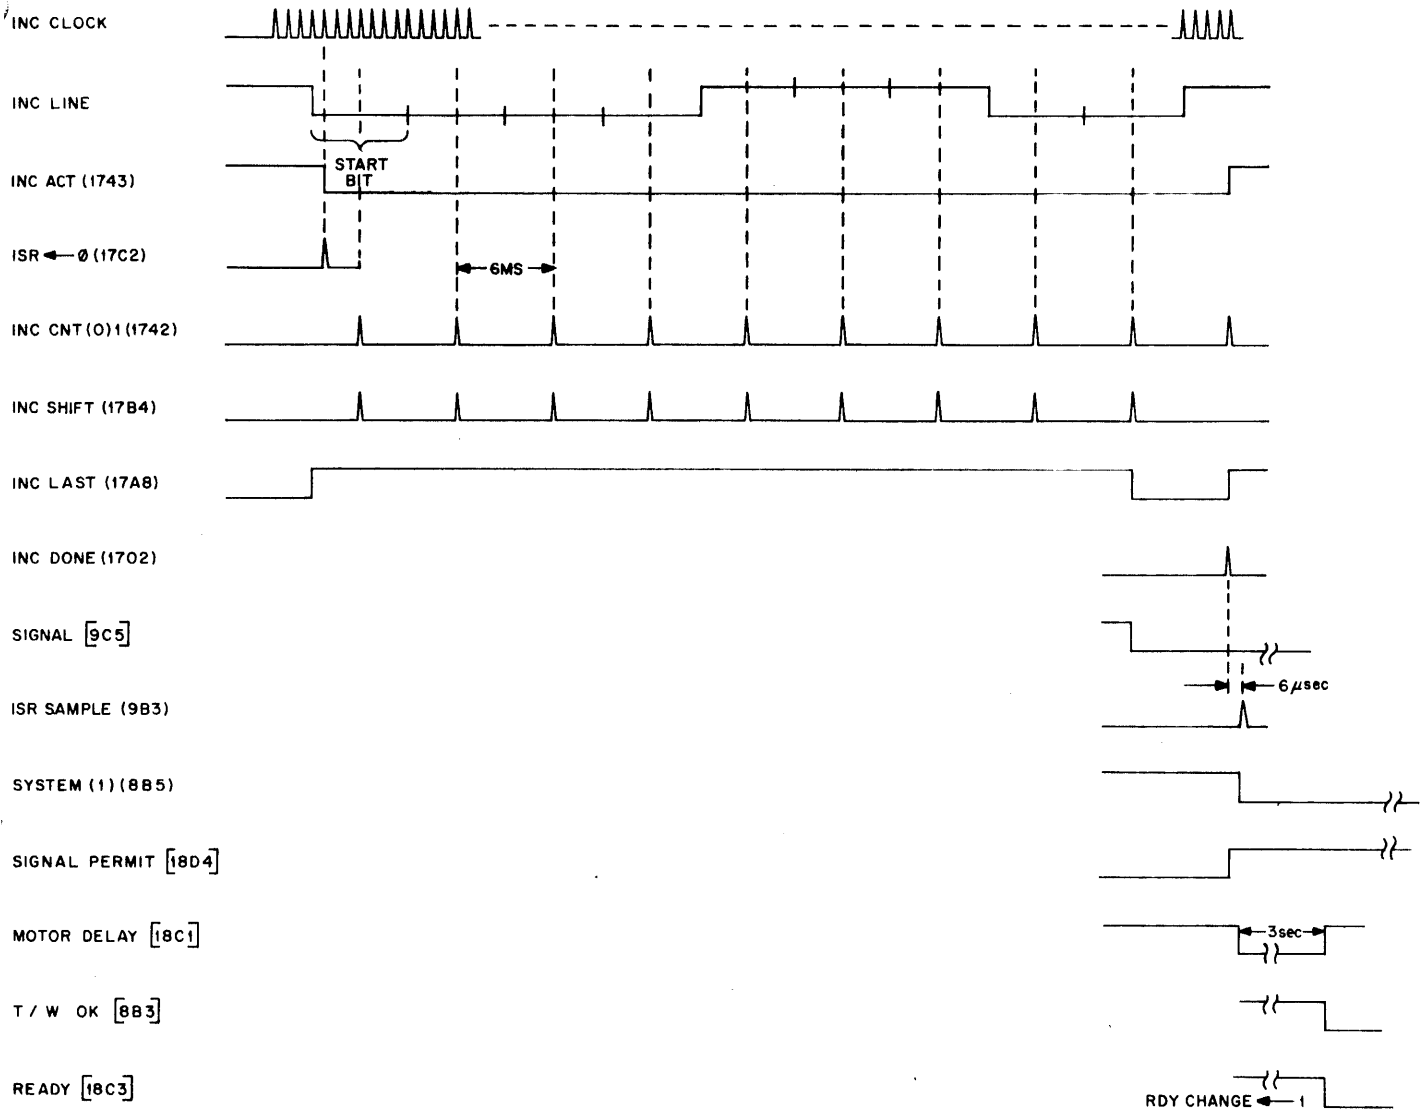 INC CLOCK
INC LINE
START
BIT
INC ACT (1743)
ISR ← Ø (17C2)
6MS
INC CNT (0) 1 (1742)
INC SHIFT (17B4)
INC LAST (17A8)
INC DONE (1702)
SIGNAL [9C5]
6 µsec
ISR SAMPLE (9B3)
SYSTEM (1) (8B5)
SIGNAL PERMIT [18D4]
MOTOR DELAY [18C1]
3sec
T / W OK [8B3]
READY [18C3]
RDY CHANGE ← 1